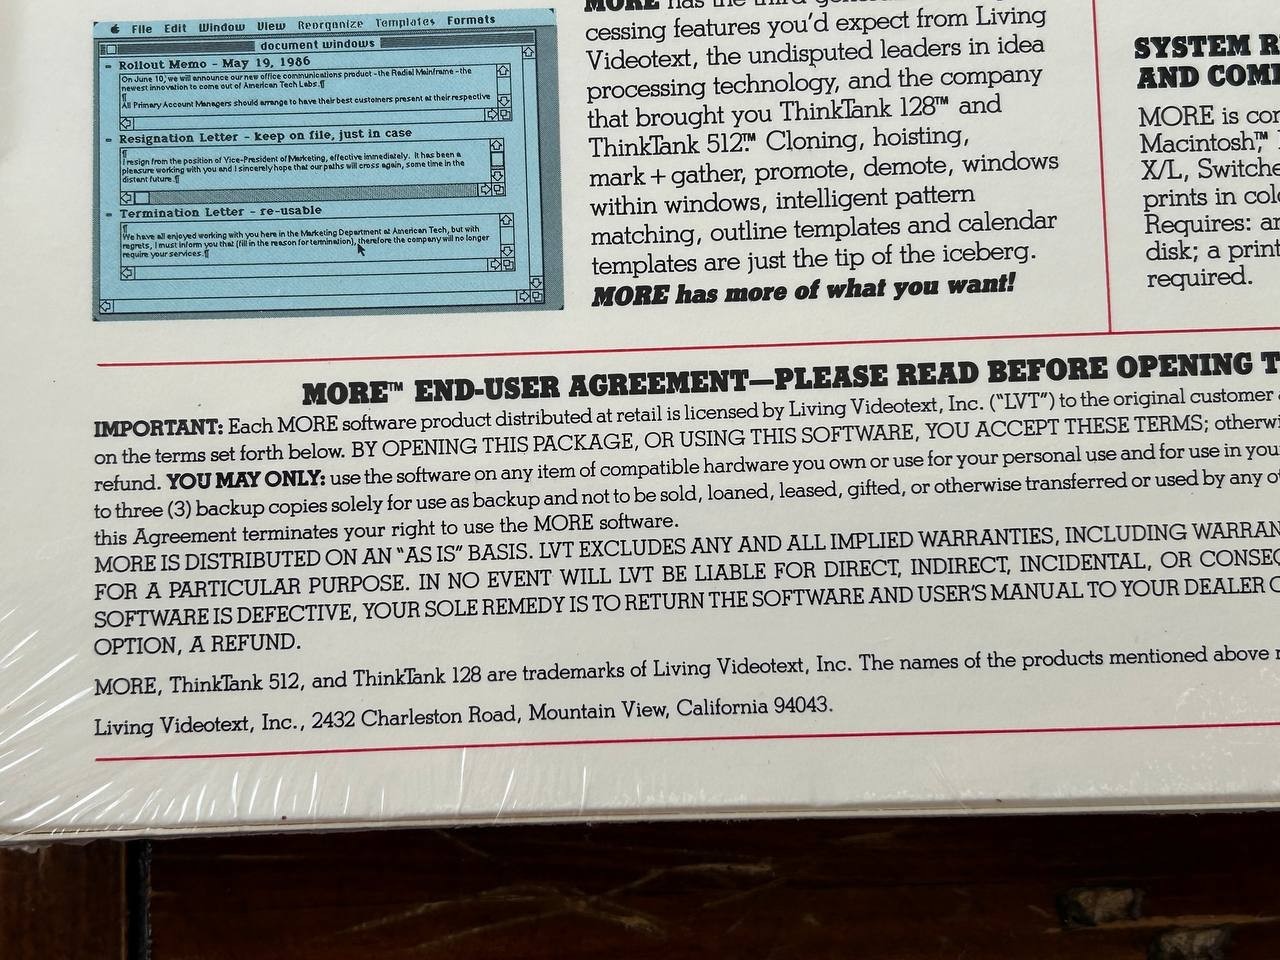 File Edit Window View Reorganize Templates Formats
document windows
Rollout Memo - May 19, 1986
On June 10, we will announce our new office communications product - the Radial Mainframe - the
newest innovation to come out of American Tech Labs.¶
¶
All Primary Account Managers should arrange to have their best customers present at their respective
Resignation Letter - keep on file, just in case
¶
I resign from the position of Vice-President of Marketing, effective immediately. It has been a
pleasure working with you and I sincerely hope that our paths will cross again, some time in the
distant future.¶
Termination Letter - re-usable
¶
We have all enjoyed working with you here in the Marketing Department at American Tech, but with
regrets, I must inform you that (fill in the reason for termination), therefore the company will no longer
require your services.¶
MORE has the third
cessing features you'd expect from Living
Videotext, the undisputed leaders in idea
processing technology, and the company
that brought you ThinkTank 128™ and
ThinkTank 512™. Cloning, hoisting,
mark + gather, promote, demote, windows
within windows, intelligent pattern
matching, outline templates and calendar
templates are just the tip of the iceberg.
MORE has more of what you want!
SYSTEM R
AND COM
MORE is co
Macintosh,™
X/L, Switche
prints in col
Requires: a
disk; a print
required.
MORE™ END-USER AGREEMENT—PLEASE READ BEFORE OPENING T
IMPORTANT: Each MORE software product distributed at retail is licensed by Living Videotext, Inc. ("LVT") to the original customer
on the terms set forth below. BY OPENING THIS PACKAGE, OR USING THIS SOFTWARE, YOU ACCEPT THESE TERMS; otherwi
refund. YOU MAY ONLY: use the software on any item of compatible hardware you own or use for your personal use and for use in you
to three (3) backup copies solely for use as backup and not to be sold, loaned, leased, gifted, or otherwise transferred or used by any o
this Agreement terminates your right to use the MORE software.
MORE IS DISTRIBUTED ON AN "AS IS" BASIS. LVT EXCLUDES ANY AND ALL IMPLIED WARRANTIES, INCLUDING WARRAN
FOR A PARTICULAR PURPOSE. IN NO EVENT WILL LVT BE LIABLE FOR DIRECT, INDIRECT, INCIDENTAL, OR CONSEQ
SOFTWARE IS DEFECTIVE, YOUR SOLE REMEDY IS TO RETURN THE SOFTWARE AND USER'S MANUAL TO YOUR DEALER O
OPTION, A REFUND.
MORE, ThinkTank 512, and ThinkTank 128 are trademarks of Living Videotext, Inc. The names of the products mentioned above
Living Videotext, Inc., 2432 Charleston Road, Mountain View, California 94043.